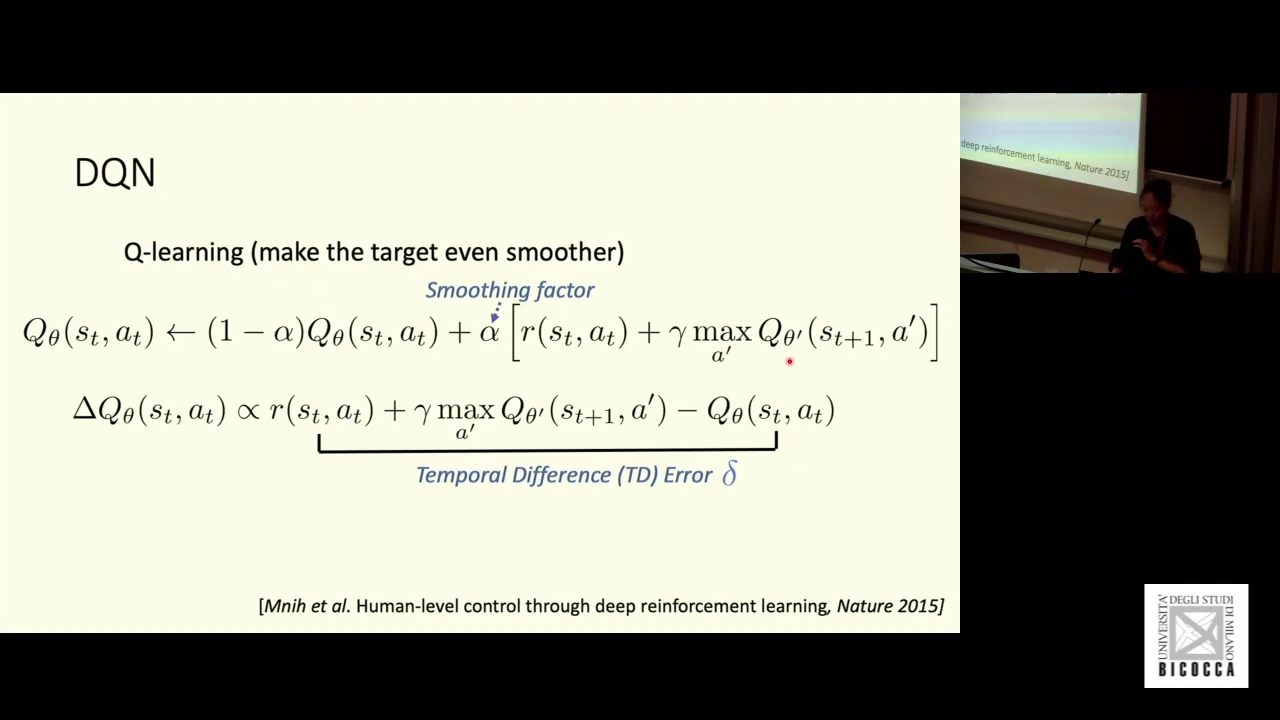 DQN
Q-learning (make the target even smoother)
Smoothing factor
Q_θ(s_t, a_t) ← (1 − α)Q_θ(s_t, a_t) + α [r(s_t, a_t) + γ max_{a'} Q_{θ'}(s_{t+1}, a')]
ΔQ_θ(s_t, a_t) ∝ r(s_t, a_t) + γ max_{a'} Q_{θ'}(s_{t+1}, a') − Q_θ(s_t, a_t)
Temporal Difference (TD) Error δ
[Mnih et al. Human-level control through deep reinforcement learning, Nature 2015]
deep reinforcement learning, Nature 2015]
UNIVERSITA'
DEGLI STUDI
DI MILANO
BICOCCA